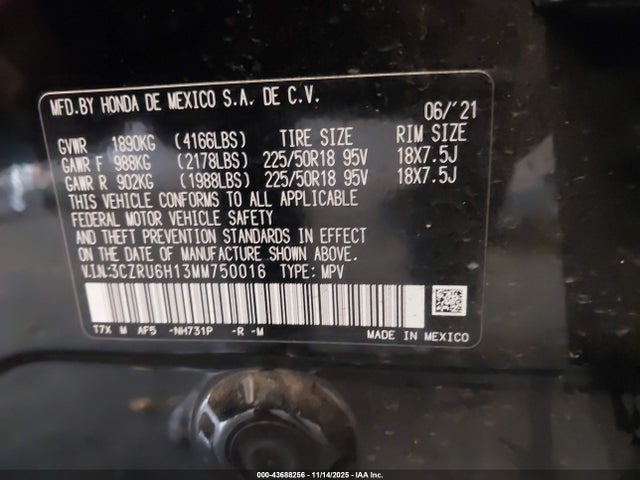 MFD.BY HONDA DE MEXICO S.A. DE C.V.
06/'21
GVWR 1890KG (4166LBS) TIRE SIZE RIM SIZE
GAWR F 988KG (2178LBS) 225/50R18 95V 18X7.5J
GAWR R 902KG (1988LBS) 225/50R18 95V 18X7.5J
THIS VEHICLE CONFORMS TO ALL APPLICABLE
FEDERAL MOTOR VEHICLE SAFETY
AND THEFT PREVENTION STANDARDS IN EFFECT
ON THE DATE OF MANUFACTURE SHOWN ABOVE.
V.I.N.:3CZRU6H13MM750016 TYPE: MPV
T7X M AF5 -NH731P -R -M
MADE IN MEXICO
000-43688256 - 11/14/2025 - IAA Inc.